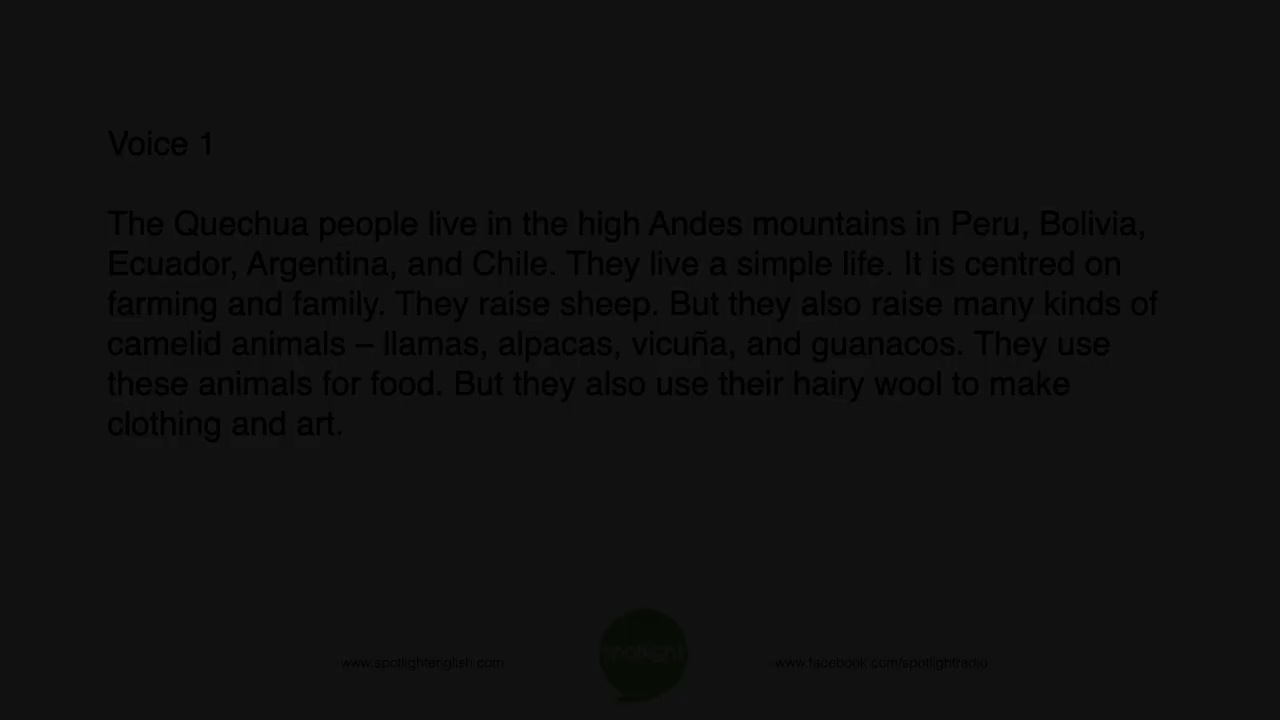 Voice 1
The Quechua people live in the high Andes mountains in Peru, Bolivia,
Ecuador, Argentina, and Chile. They live a simple life. It is centred on
farming and family. They raise sheep. But they also raise many kinds of
camelid animals – llamas, alpacas, vicuña, and guanacos. They use
these animals for food. But they also use their hairy wool to make
clothing and art.
www.spotlightenglish.com
spotlight
www.facebook.com/spotlightradio